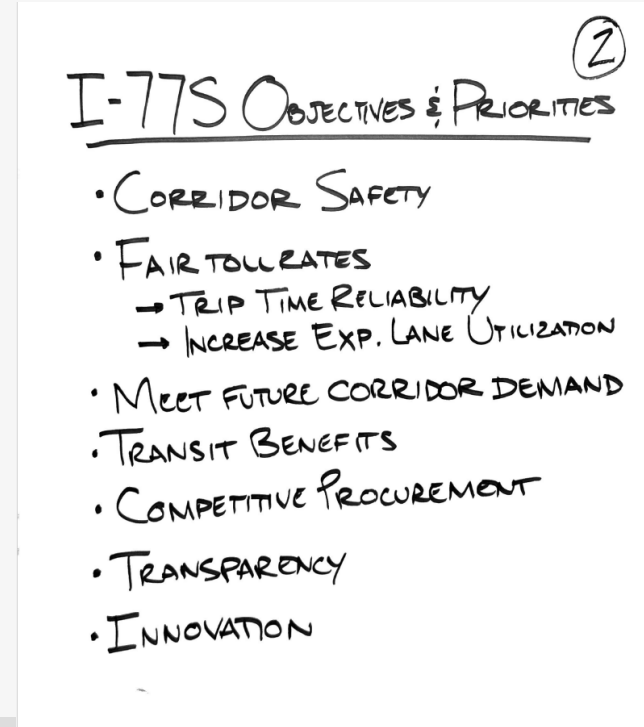 2
I-77S OBJECTIVES & PRIORITIES
• CORRIDOR SAFETY
• FAIR TOLL RATES
→ TRIP TIME RELIABILITY
→ INCREASE EXP. LANE UTILIZATION
• MEET FUTURE CORRIDOR DEMAND
• TRANSIT BENEFITS
• COMPETITIVE PROCUREMENT
• TRANSPARENCY
• INNOVATION